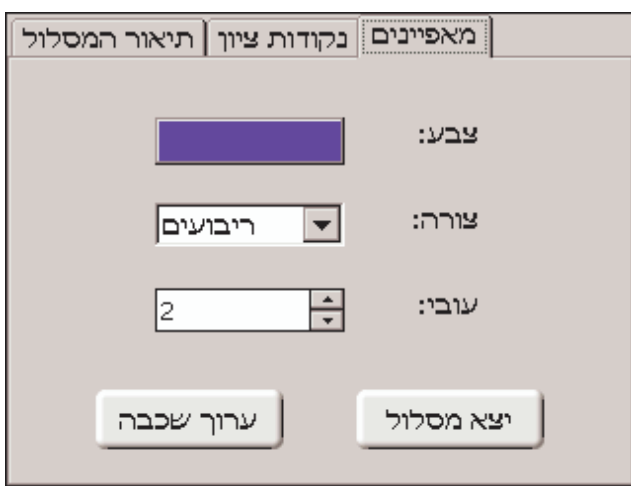 מאפיינים נקודות ציון תיאור המסלול
צבע:
צורה: ריבועים
עובי: 2
יצא מסלול ערוך שכבה